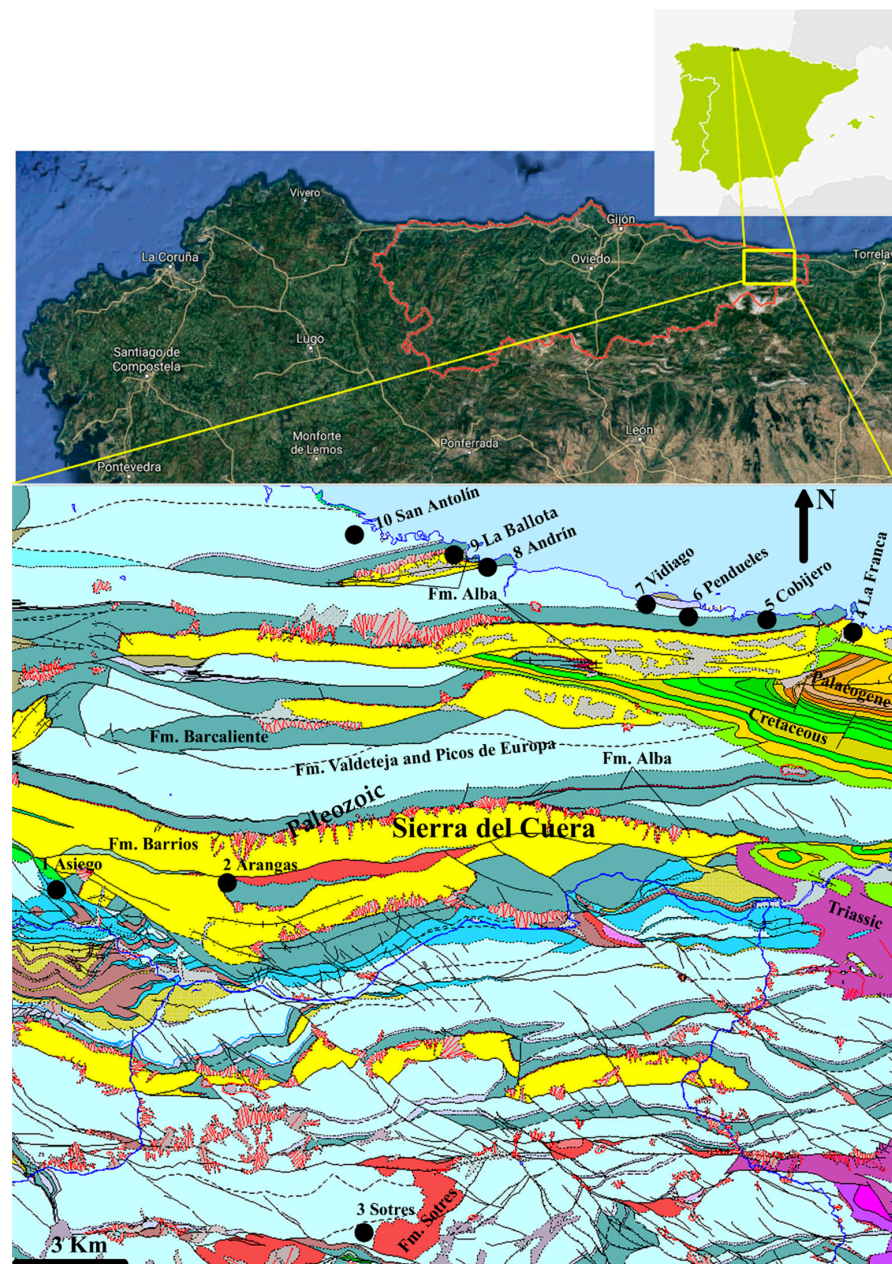 Vivero
Gijón
La Coruña
Oviedo
Torrelav
Lugo
Santiago de
Compostela
Monforte
de Lemos
Ponferrada
León
Pontevedra
10 San Antolín
N
9 La Ballota
8 Andrín
7 Vidiago
6 Pendueles
5 Cobijero
4 La Franca
Fm. Alba
Palaeogene
Cretaceous
Fm. Barcaliente
Fm. Valdeteja and Picos de Europa
Fm. Alba
Paleozoic
Sierra del Cuera
Fm. Barrios
1 Asiego
2 Arangas
Triassic
3 Sotres
Fm. Sotres
3 Km